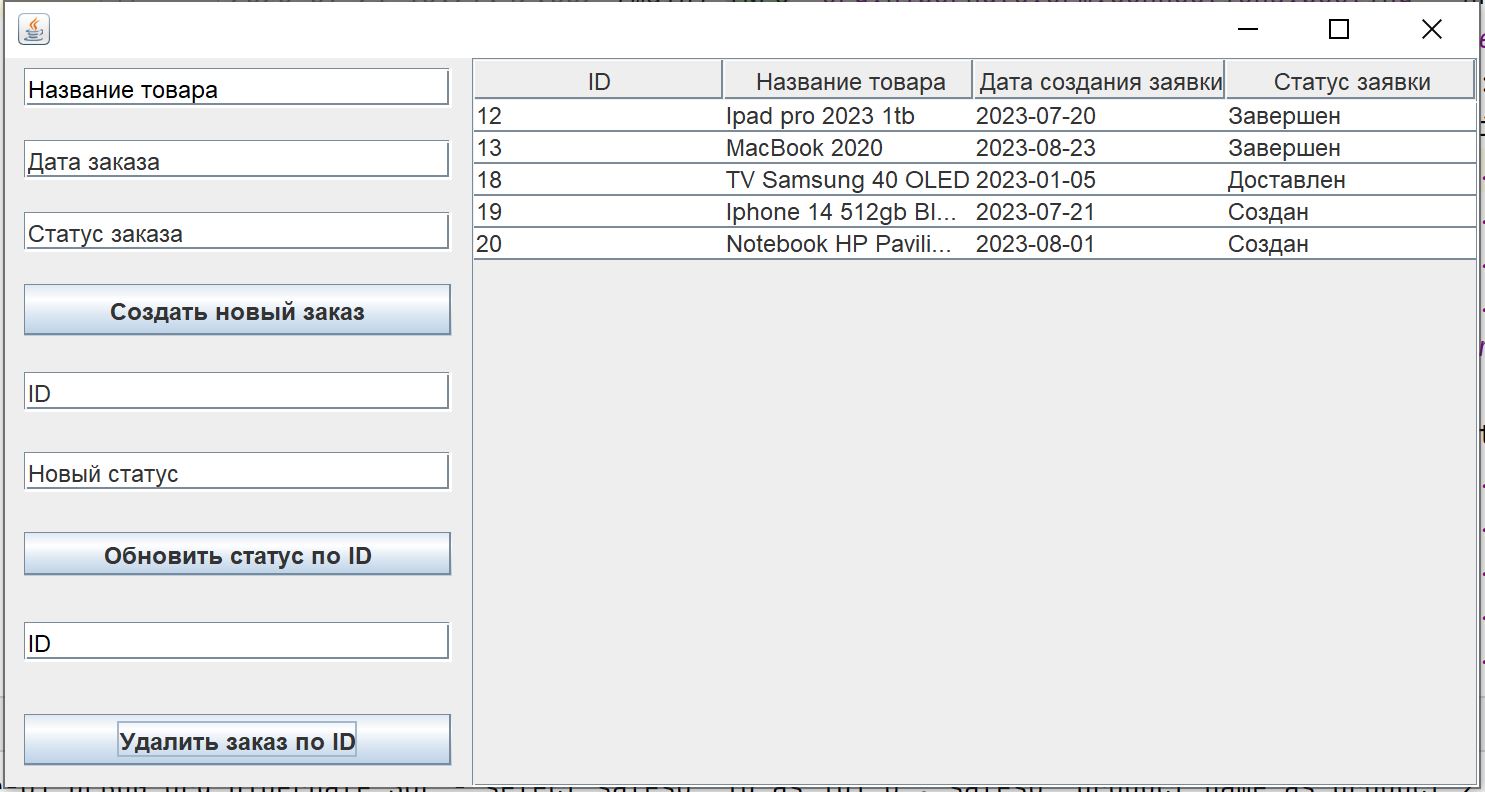 Название товара
Дата заказа
Статус заказа
Создать новый заказ
ID
Новый статус
Обновить статус по ID
ID
Удалить заказ по ID
ID Название товара Дата создания заявки Статус заявки
12 Ipad pro 2023 1tb 2023-07-20 Завершен
13 MacBook 2020 2023-08-23 Завершен
18 TV Samsung 40 OLED 2023-01-05 Доставлен
19 Iphone 14 512gb Bl... 2023-07-21 Создан
20 Notebook HP Pavili... 2023-08-01 Создан